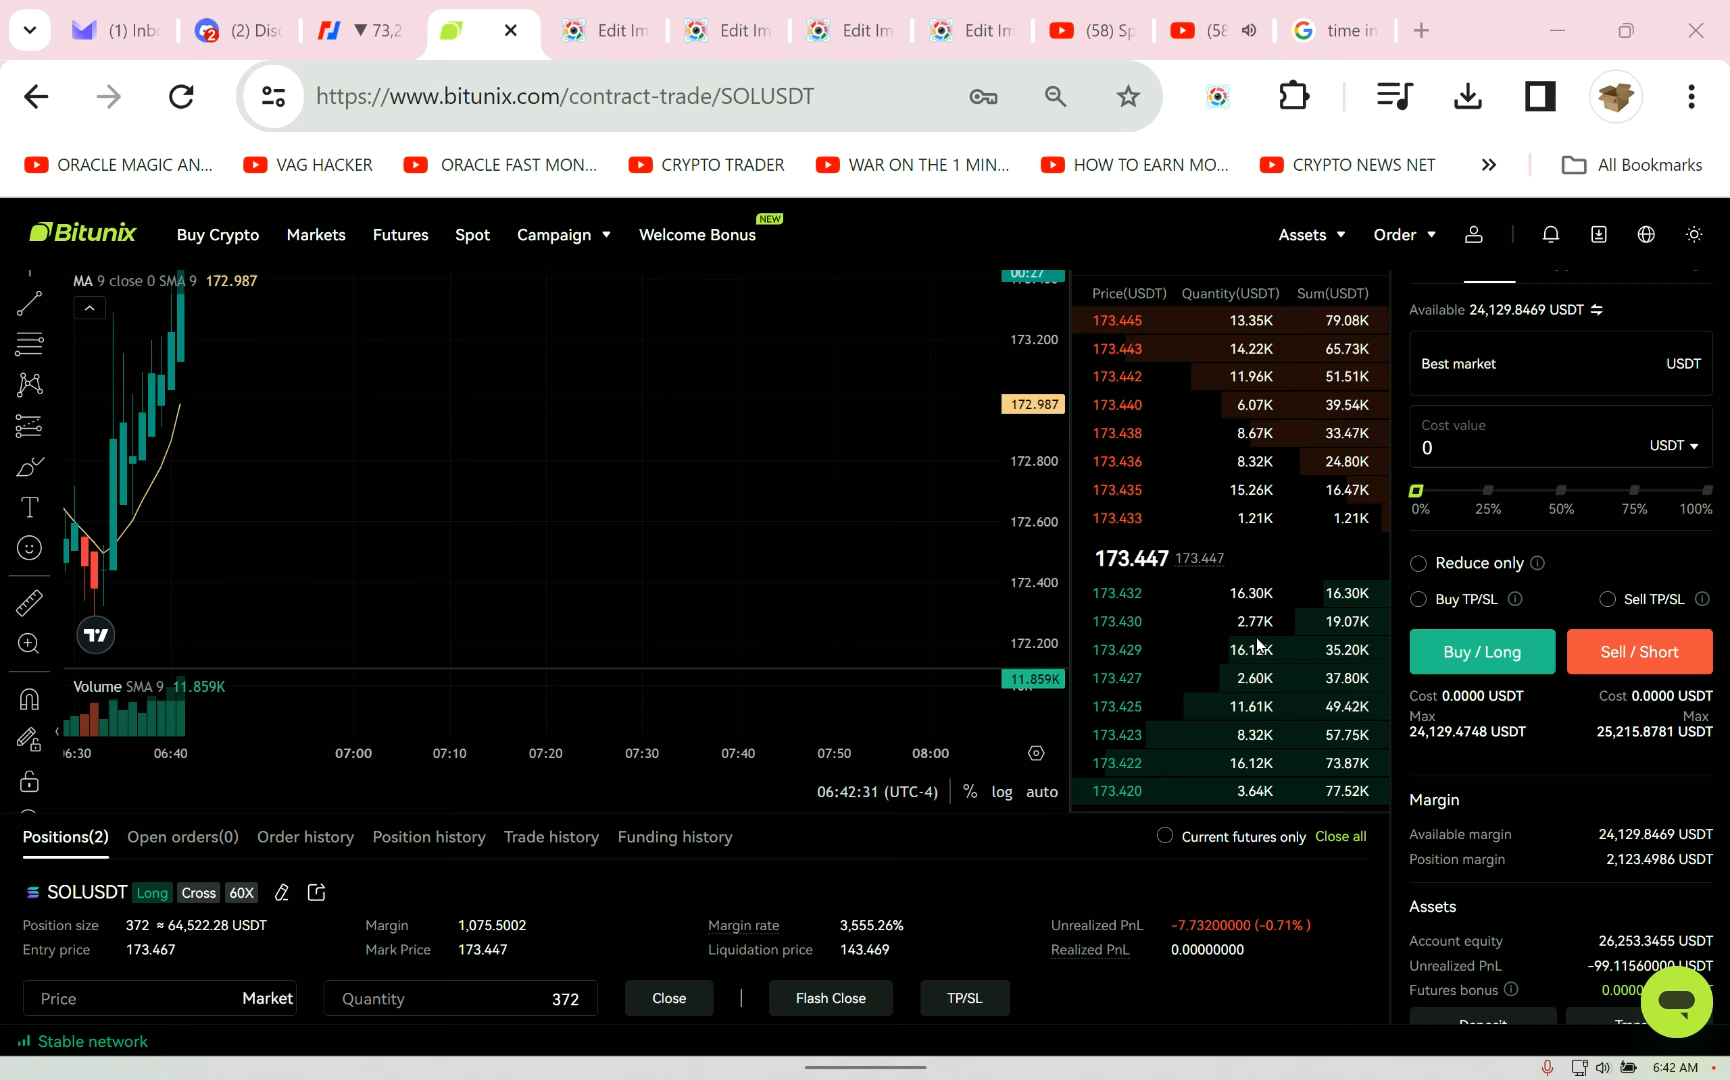 (1) Inb
(2) Disc
▼ 73,2
Edit Im
Edit Im
Edit Im
Edit Im
(58) Sp
(58
time in
https://www.bitunix.com/contract-trade/SOLUSDT
ORACLE MAGIC AN...
VAG HACKER
ORACLE FAST MON...
CRYPTO TRADER
WAR ON THE 1 MIN...
HOW TO EARN MO...
CRYPTO NEWS NET
All Bookmarks
Bitunix
Buy Crypto
Markets
Futures
Spot
Campaign
Welcome Bonus
NEW
Assets
Order
MA 9 close 0 SMA 9 172.987
00:27
173.200
172.987
172.800
172.600
172.400
172.200
Volume SMA 9 11.859K
11.859K
06:40
07:00
07:10
07:20
07:30
07:40
07:50
08:00
06:42:31 (UTC-4)
%
log
auto
Price(USDT) Quantity(USDT) Sum(USDT)
173.445 13.35K 79.08K
173.443 14.22K 65.73K
173.442 11.96K 51.51K
173.440 6.07K 39.54K
173.438 8.67K 33.47K
173.436 8.32K 24.80K
173.435 15.26K 16.47K
173.433 1.21K 1.21K
173.447 173.447
173.432 16.30K 16.30K
173.430 2.77K 19.07K
173.429 16.12K 35.20K
173.427 2.60K 37.80K
173.425 11.61K 49.42K
173.423 8.32K 57.75K
173.422 16.12K 73.87K
173.420 3.64K 77.52K
Available 24,129.8469 USDT
Best market USDT
Cost value
0 USDT
0% 25% 50% 75% 100%
Reduce only
Buy TP/SL
Sell TP/SL
Buy / Long
Sell / Short
Cost 0.0000 USDT
Cost 0.0000 USDT
Max
24,129.4748 USDT
Max
25,215.8781 USDT
Margin
Available margin 24,129.8469 USDT
Position margin 2,123.4986 USDT
Assets
Account equity 26,253.3455 USDT
Unrealized PnL -99.11560000 USDT
Futures bonus 0.0000
Deposit
Positions(2)
Open orders(0)
Order history
Position history
Trade history
Funding history
Current futures only
Close all
SOLUSDT Long Cross 60X
Position size 372 ≈ 64,522.28 USDT
Margin 1,075.5002
Margin rate 3,555.26%
Unrealized PnL -7.73200000 (-0.71% )
Entry price 173.467
Mark Price 173.447
Liquidation price 143.469
Realized PnL 0.00000000
Price Market
Quantity 372
Close
Flash Close
TP/SL
Stable network
6:42 AM